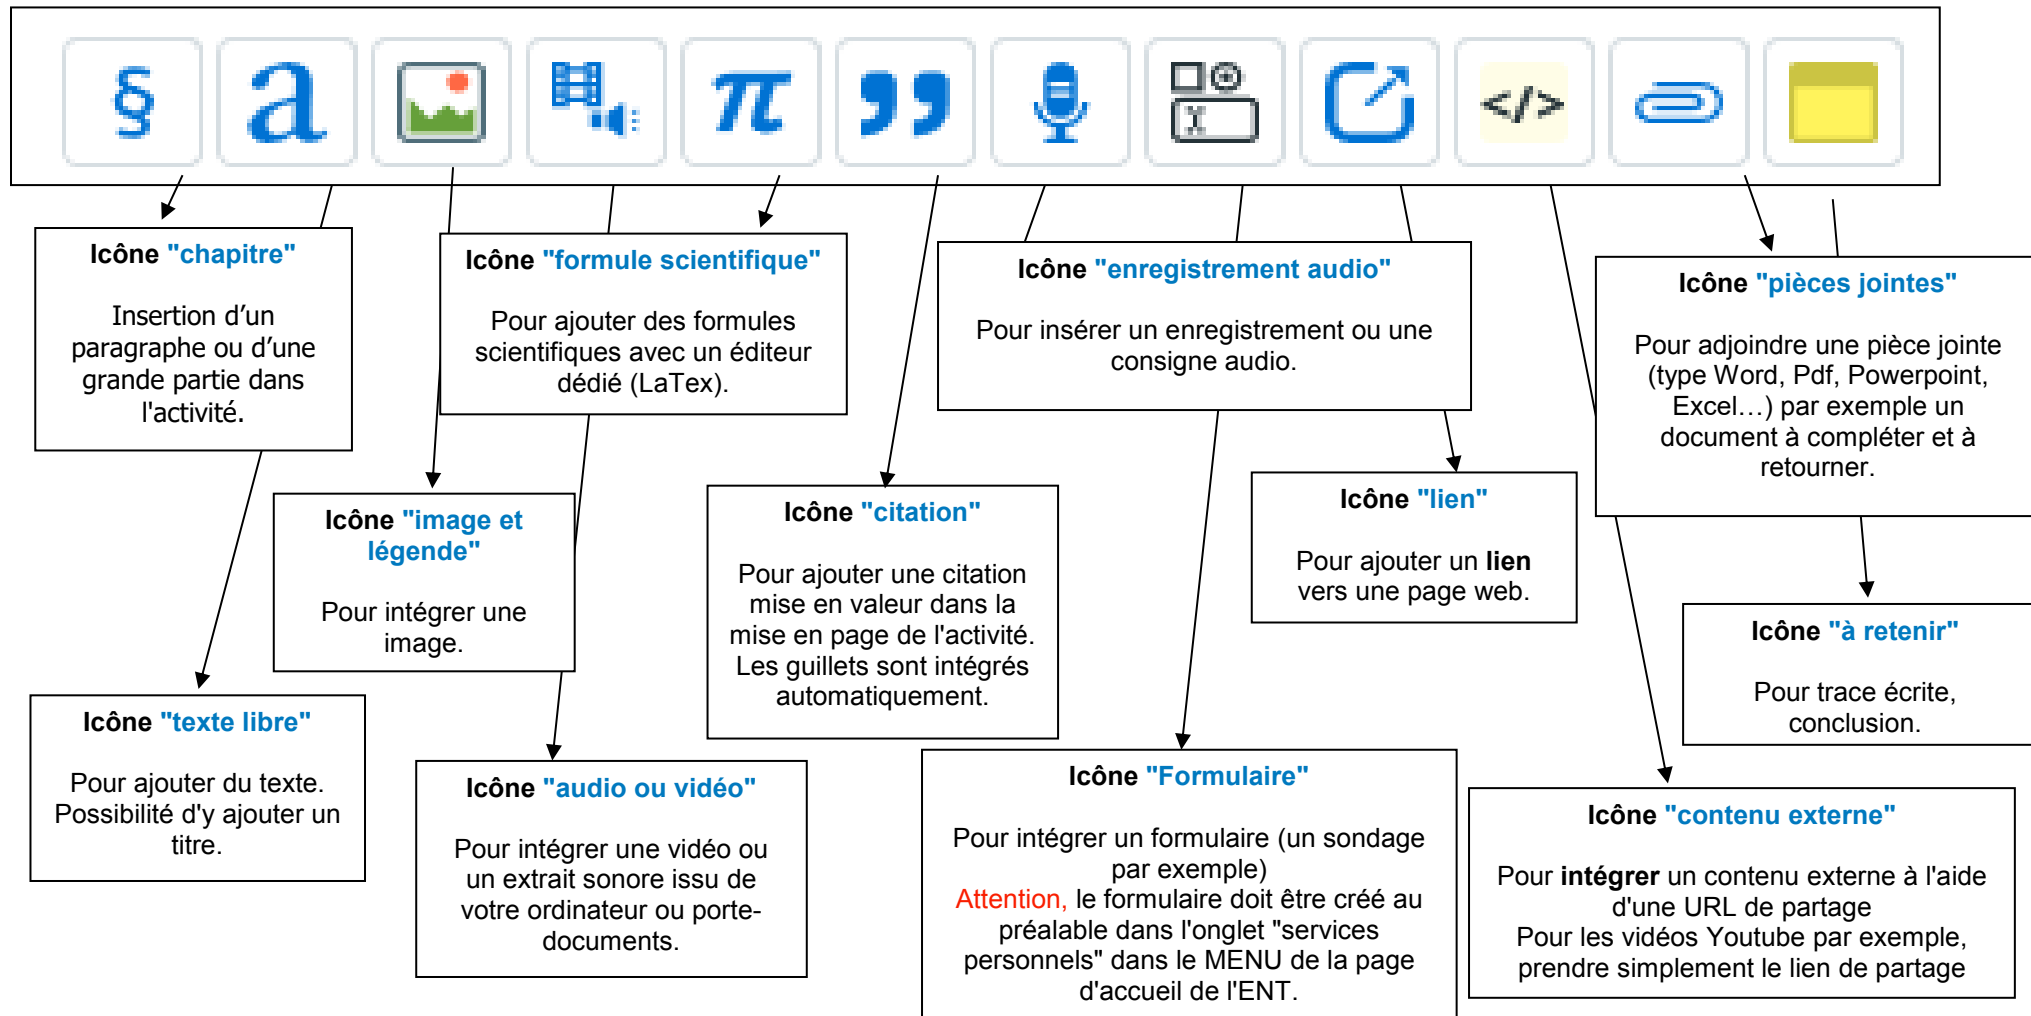 §
a
π
</>
Icône "chapitre"
Insertion d’un
paragraphe ou d’une
grande partie dans
l'activité.
Icône "formule scientifique"
Pour ajouter des formules
scientifiques avec un éditeur
dédié (LaTex).
Icône "enregistrement audio"
Pour insérer un enregistrement ou une
consigne audio.
Icône "pièces jointes"
Pour adjoindre une pièce jointe
(type Word, Pdf, Powerpoint,
Excel…) par exemple un
document à compléter et à
retourner.
Icône "image et
légende"
Pour intégrer une
image.
Icône "citation"
Pour ajouter une citation
mise en valeur dans la
mise en page de l'activité.
Les guillets sont intégrés
automatiquement.
Icône "lien"
Pour ajouter un lien
vers une page web.
Icône "à retenir"
Pour trace écrite,
conclusion.
Icône "texte libre"
Pour ajouter du texte.
Possibilité d'y ajouter un
titre.
Icône "audio ou vidéo"
Pour intégrer une vidéo ou
un extrait sonore issu de
votre ordinateur ou porte-
documents.
Icône "Formulaire"
Pour intégrer un formulaire (un sondage
par exemple)
Attention, le formulaire doit être créé au
préalable dans l'onglet "services
personnels" dans le MENU de la page
d'accueil de l'ENT.
Icône "contenu externe"
Pour intégrer un contenu externe à l'aide
d'une URL de partage
Pour les vidéos Youtube par exemple,
prendre simplement le lien de partage